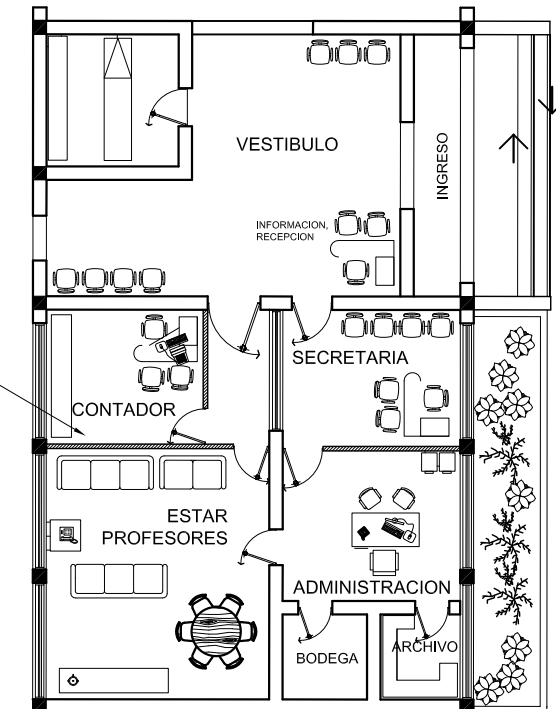 VESTIBULO
INGRESO
INFORMACION,
RECEPCION
SECRETARIA
CONTADOR
ESTAR
PROFESORES
ADMINISTRACION
BODEGA
ARCHIVO